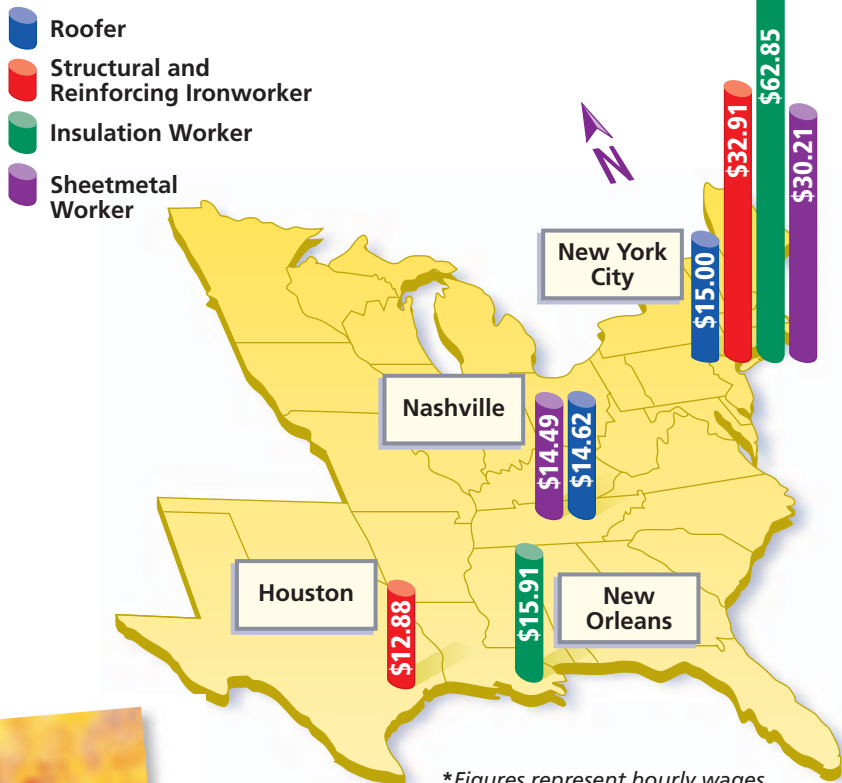 Roofer
Structural and
Reinforcing Ironworker
Insulation Worker
Sheetmetal
Worker
N
New York
City
$15.00
$32.91
$62.85
$30.21
Nashville
$14.49
$14.62
Houston
$12.88
$15.91
New
Orleans
*Figures represent hourly wages